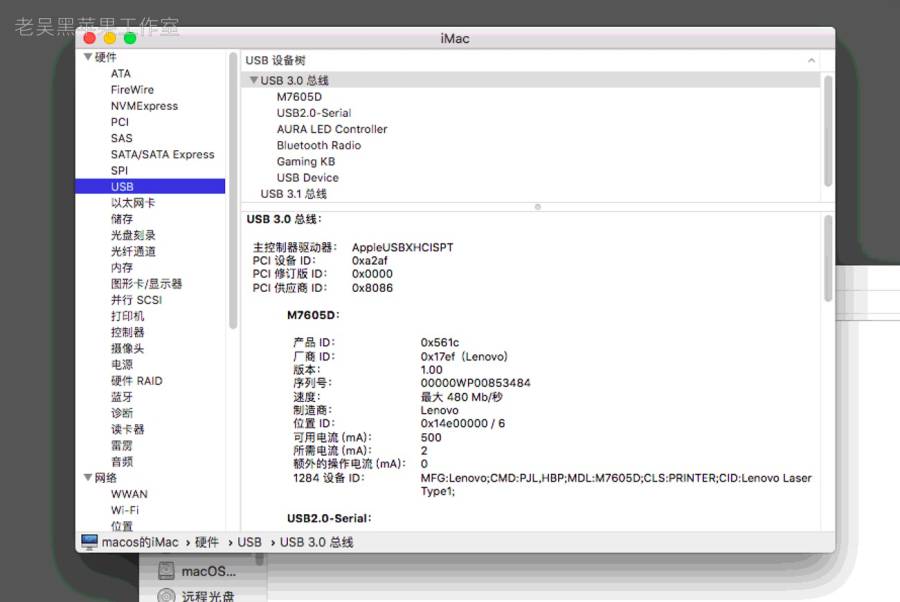 老吴黑苹果工作室
iMac
硬件
ATA
FireWire
NVMExpress
PCI
SAS
SATA/SATA Express
SPI
USB
以太网卡
储存
光盘刻录
光纤通道
内存
图形卡/显示器
并行 SCSI
打印机
控制器
摄像头
电源
硬件 RAID
蓝牙
诊断
读卡器
雷雳
音频
网络
WWAN
Wi-Fi
位置
USB 设备树
USB 3.0 总线
M7605D
USB2.0-Serial
AURA LED Controller
Bluetooth Radio
Gaming KB
USB Device
USB 3.1 总线
USB 3.0 总线:
主控制器驱动器: AppleUSBXHCISPT
PCI 设备 ID: 0xa2af
PCI 修订版 ID: 0x0000
PCI 供应商 ID: 0x8086
M7605D:
产品 ID: 0x561c
厂商 ID: 0x17ef (Lenovo)
版本: 1.00
序列号: 00000WP00853484
速度: 最大 480 Mb/秒
制造商: Lenovo
位置 ID: 0x14e00000 / 6
可用电流 (mA): 500
所需电流 (mA): 2
额外的操作电流 (mA): 0
1284 设备 ID: MFG:Lenovo;CMD:PJL,HBP;MDL:M7605D;CLS:PRINTER;CID:Lenovo Laser
Type1;
USB2.0-Serial:
macos的iMac › 硬件 › USB › USB 3.0 总线
macOS...
远程光盘